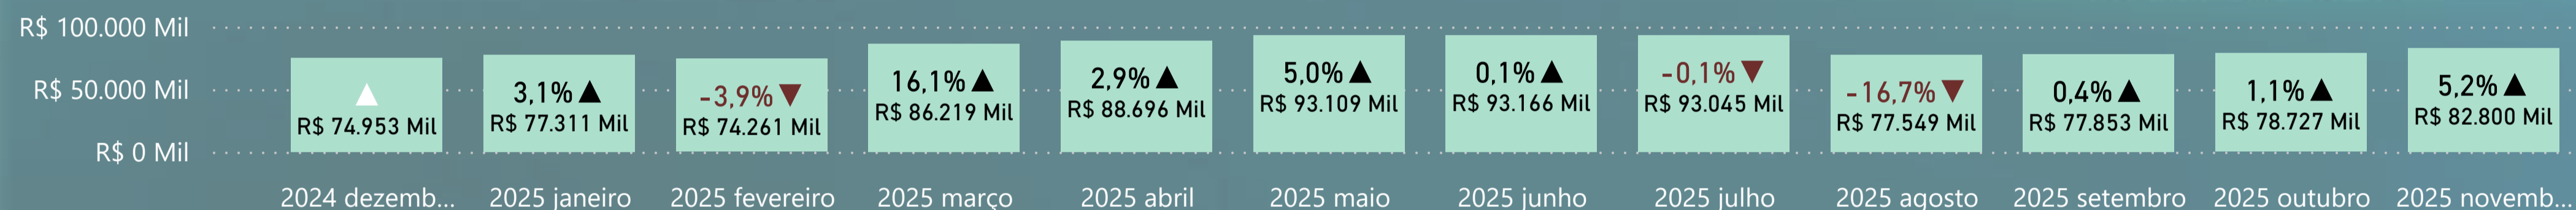 R$ 100.000 Mil
R$ 50.000 Mil
R$ 0 Mil
▲
R$ 74.953 Mil
2024 dezemb...
3,1% ▲
R$ 77.311 Mil
2025 janeiro
-3,9% ▼
R$ 74.261 Mil
2025 fevereiro
16,1% ▲
R$ 86.219 Mil
2025 março
2,9% ▲
R$ 88.696 Mil
2025 abril
5,0% ▲
R$ 93.109 Mil
2025 maio
0,1% ▲
R$ 93.166 Mil
2025 junho
-0,1% ▼
R$ 93.045 Mil
2025 julho
-16,7% ▼
R$ 77.549 Mil
2025 agosto
0,4% ▲
R$ 77.853 Mil
2025 setembro
1,1% ▲
R$ 78.727 Mil
2025 outubro
5,2% ▲
R$ 82.800 Mil
2025 novemb...